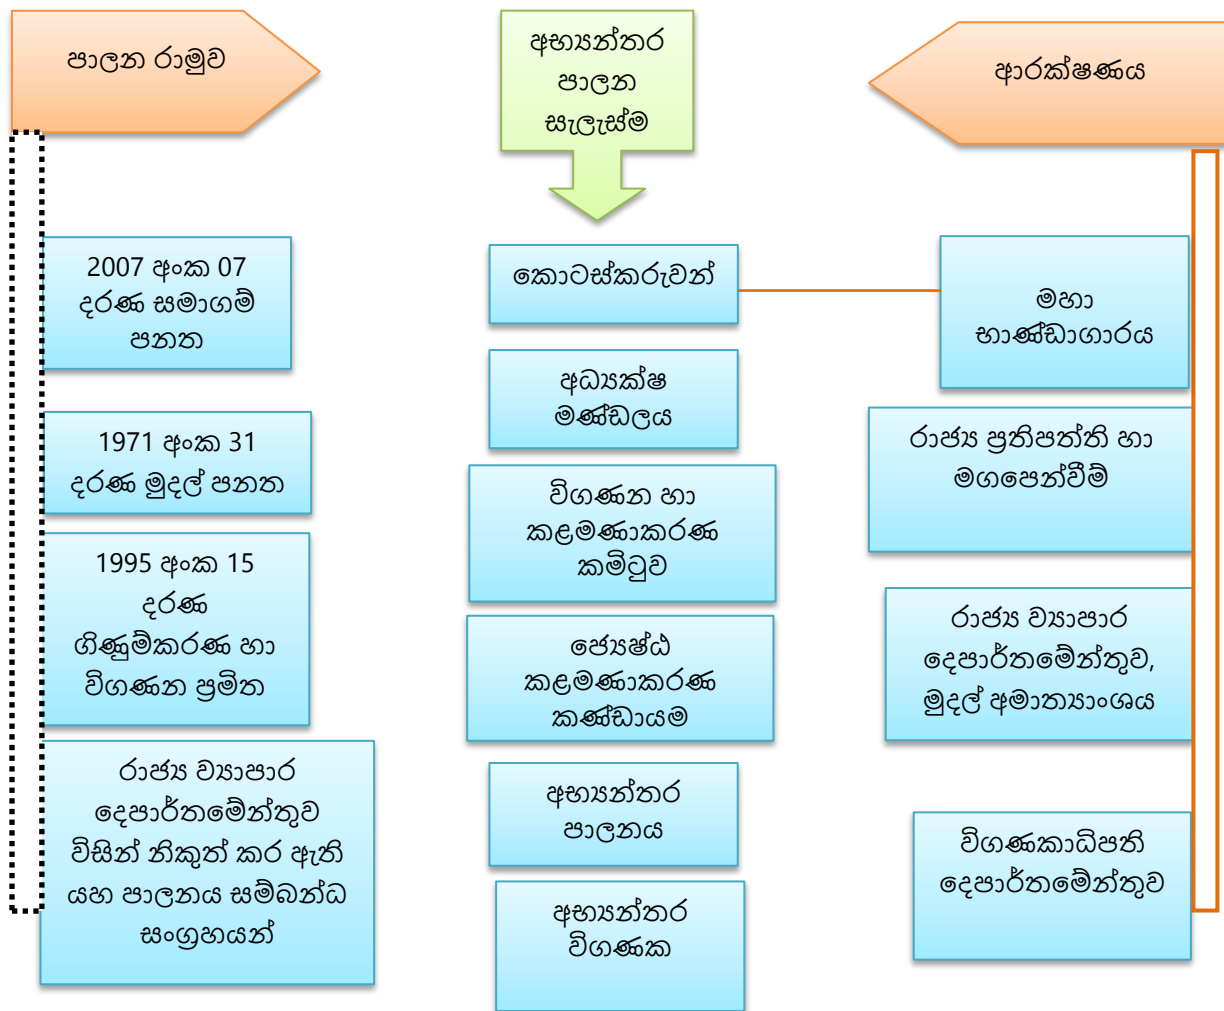 පාලන රාමුව
2007 අංක 07
දරණ සමාගම්
පනත
1971 අංක 31
දරණ මුදල් පනත
1995 අංක 15
දරණ
ගිණුම්කරණ හා
විගණන ප්‍රමිත
රාජ්‍ය ව්‍යාපාර
දෙපාර්තමේන්තුව
විසින් නිකුත් කර ඇති
යහ පාලනය සම්බන්ධ
සංග්‍රහයන්
අභ්‍යන්තර
පාලන
සැලැස්ම
කොටස්කරුවන්
අධ්‍යක්ෂ
මණ්ඩලය
විගණන හා
කළමණාකරණ
කමිටුව
ජ්‍යෙෂ්ඨ
කළමණාකරණ
කණ්ඩායම
අභ්‍යන්තර
පාලනය
අභ්‍යන්තර
විගණක
ආරක්ෂණය
මහා
භාණ්ඩාගාරය
රාජ්‍ය ප්‍රතිපත්ති හා
මගපෙන්වීම්
රාජ්‍ය ව්‍යාපාර
දෙපාර්තමේන්තුව,
මුදල් අමාත්‍යාංශය
විගණකාධිපති
දෙපාර්තමේන්තුව